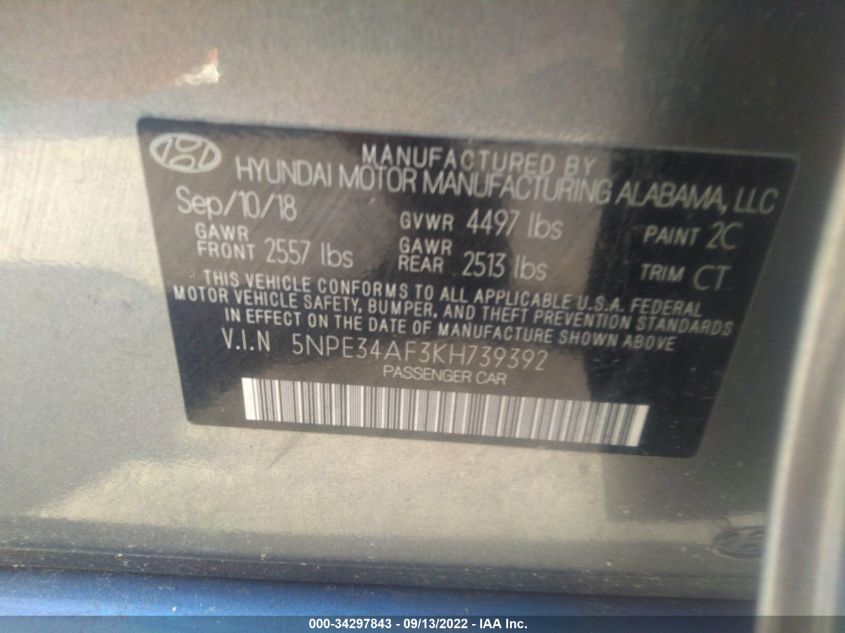 MANUFACTURED BY
HYUNDAI MOTOR MANUFACTURING ALABAMA, LLC
Sep/10/18 GVWR 4497 lbs PAINT 2C
GAWR FRONT 2557 lbs GAWR REAR 2513 lbs TRIM CT
THIS VEHICLE CONFORMS TO ALL APPLICABLE U.S.A. FEDERAL
MOTOR VEHICLE SAFETY, BUMPER, AND THEFT PREVENTION STANDARDS
IN EFFECT ON THE DATE OF MANUFACTURE SHOWN ABOVE
V.I.N 5NPE34AF3KH739392
PASSENGER CAR
000-34297843 - 09/13/2022 - IAA Inc.